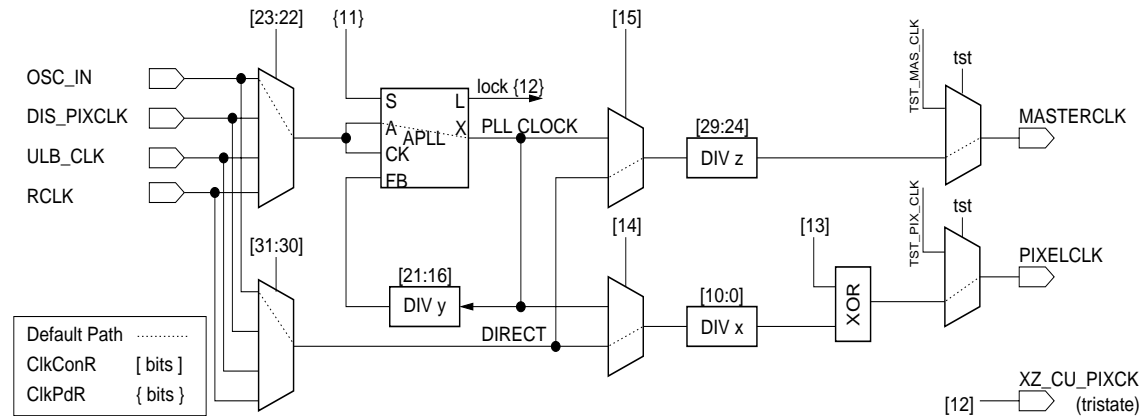 [23:22]
{11}
[15]
TST_MAS_CLK
tst
OSC_IN
DIS_PIXCLK
ULB_CLK
RCLK
S
L
lock {12}
A
X
APLL
PLL CLOCK
CK
FB
[29:24]
DIV z
MASTERCLK
[31:30]
[14]
[13]
TST_PIX_CLK
tst
PIXELCLK
[21:16]
DIV y
[10:0]
DIV x
XOR
DIRECT
Default Path
ClkConR [ bits ]
ClkPdR { bits }
XZ_CU_PIXCK
[12]
(tristate)